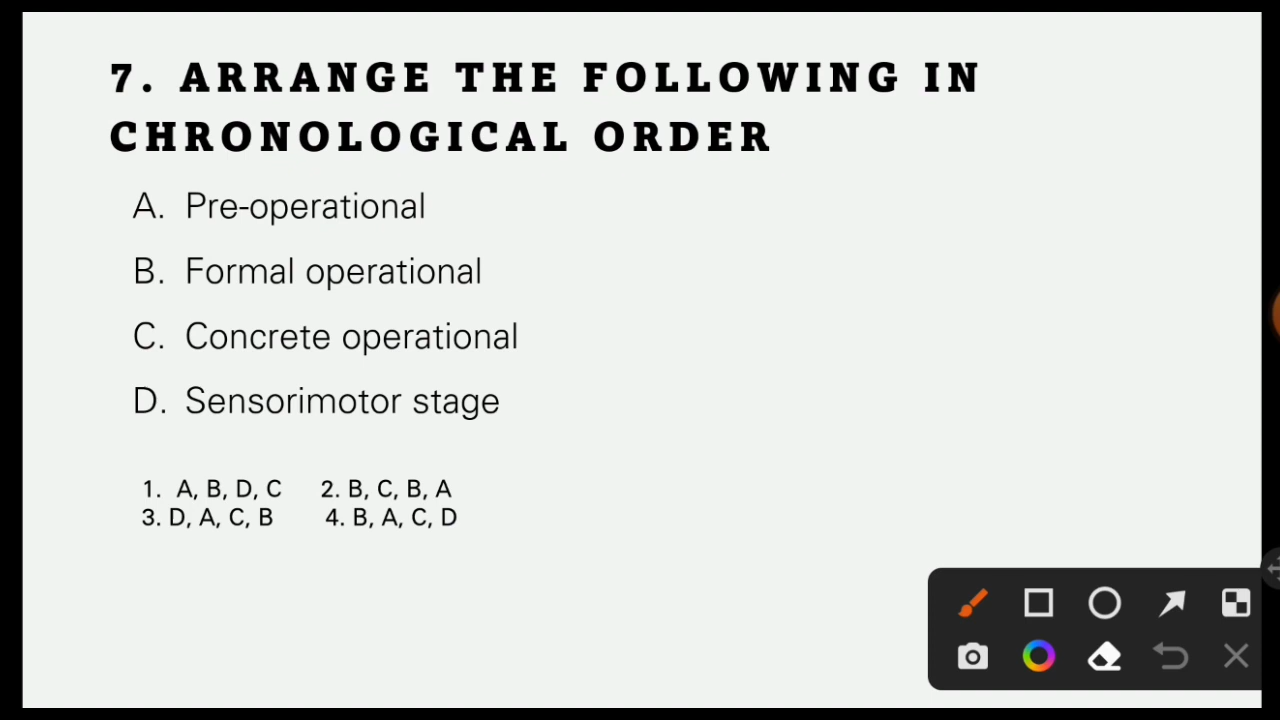 7. ARRANGE THE FOLLOWING IN
CHRONOLOGICAL ORDER
A. Pre-operational
B. Formal operational
C. Concrete operational
D. Sensorimotor stage
1. A, B, D, C 2. B, C, B, A
3. D, A, C, B 4. B, A, C, D